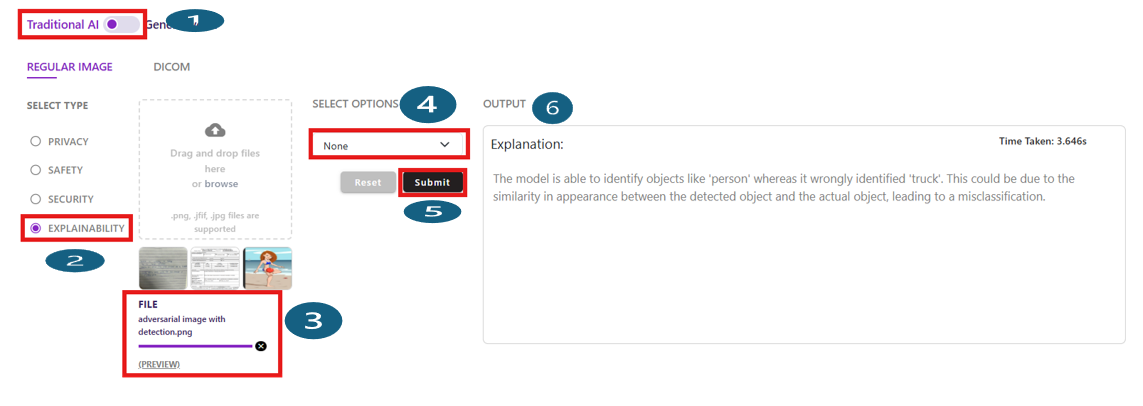 Traditional AI
1
REGULAR IMAGE
DICOM
SELECT TYPE
PRIVACY
SAFETY
SECURITY
EXPLAINABILITY
2
Drag and drop files
here
or browse
.png, .jfif, .jpg files are
supported
FILE
adversarial image with
detection.png
(PREVIEW)
3
SELECT OPTIONS
4
None
Reset
Submit
5
OUTPUT
6
Explanation:
Time Taken: 3.646s
The model is able to identify objects like 'person' whereas it wrongly identified 'truck'. This could be due to the
similarity in appearance between the detected object and the actual object, leading to a misclassification.